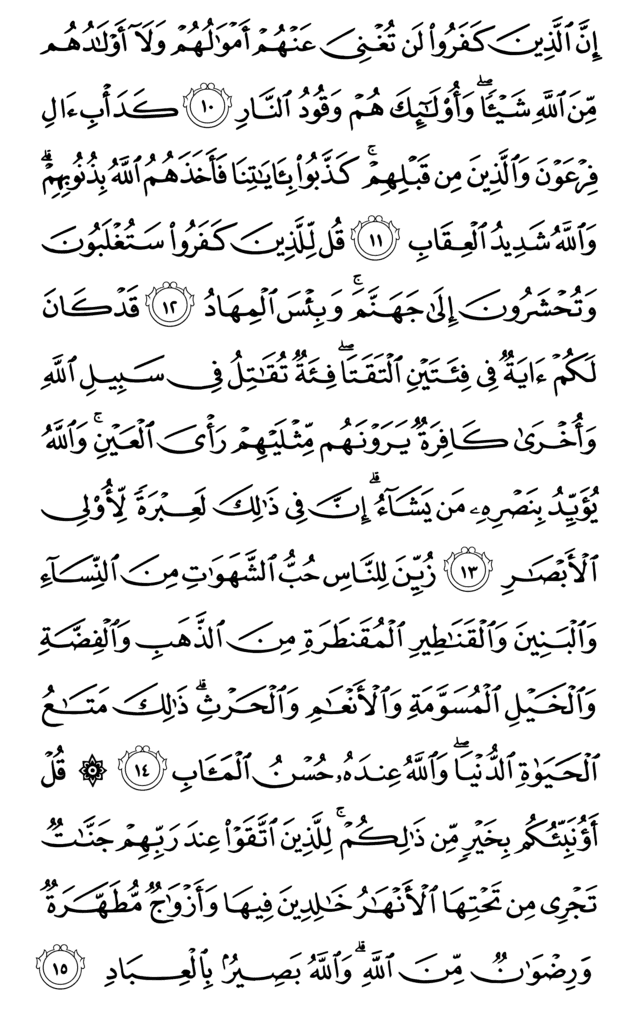 إِنَّ ٱلَّذِينَ كَفَرُوا۟ لَن تُغْنِىَ عَنْهُمْ أَمْوَٰلُهُمْ وَلَآ أَوْلَـٰدُهُم
مِّنَ ٱللَّهِ شَيْـًٔا ۖ وَأُو۟لَـٰٓئِكَ هُمْ وَقُودُ ٱلنَّارِ ١٠ كَدَأْبِ ءَالِ
فِرْعَوْنَ وَٱلَّذِينَ مِن قَبْلِهِمْ ۚ كَذَّبُوا۟ بِـَٔايَـٰتِنَا فَأَخَذَهُمُ ٱللَّهُ بِذُنُوبِهِمْ ۗ
وَٱللَّهُ شَدِيدُ ٱلْعِقَابِ ١١ قُل لِّلَّذِينَ كَفَرُوا۟ سَتُغْلَبُونَ
وَتُحْشَرُونَ إِلَىٰ جَهَنَّمَ ۚ وَبِئْسَ ٱلْمِهَادُ ١٢ قَدْ كَانَ
لَكُمْ ءَايَةٌ فِى فِئَتَيْنِ ٱلْتَقَتَا ۖ فِئَةٌ تُقَـٰتِلُ فِى سَبِيلِ ٱللَّهِ
وَأُخْرَىٰ كَافِرَةٌ يَرَوْنَهُم مِّثْلَيْهِمْ رَأْىَ ٱلْعَيْنِ ۚ وَٱللَّهُ
يُؤَيِّدُ بِنَصْرِهِۦ مَن يَشَآءُ ۗ إِنَّ فِى ذَٰلِكَ لَعِبْرَةً لِّأُو۟لِى
ٱلْأَبْصَـٰرِ ١٣ زُيِّنَ لِلنَّاسِ حُبُّ ٱلشَّهَوَٰتِ مِنَ ٱلنِّسَآءِ
وَٱلْبَنِينَ وَٱلْقَنَـٰطِيرِ ٱلْمُقَنطَرَةِ مِنَ ٱلذَّهَبِ وَٱلْفِضَّةِ
وَٱلْخَيْلِ ٱلْمُسَوَّمَةِ وَٱلْأَنْعَـٰمِ وَٱلْحَرْثِ ۗ ذَٰلِكَ مَتَـٰعُ
ٱلْحَيَوٰةِ ٱلدُّنْيَا ۖ وَٱللَّهُ عِندَهُۥ حُسْنُ ٱلْمَـَٔابِ ١٤ ۞ قُلْ
أَؤُنَبِّئُكُم بِخَيْرٍ مِّن ذَٰلِكُمْ ۚ لِلَّذِينَ ٱتَّقَوْا۟ عِندَ رَبِّهِمْ جَنَّـٰتٌ
تَجْرِى مِن تَحْتِهَا ٱلْأَنْهَـٰرُ خَـٰلِدِينَ فِيهَا وَأَزْوَٰجٌ مُّطَهَّرَةٌ
وَرِضْوَٰنٌ مِّنَ ٱللَّهِ ۗ وَٱللَّهُ بَصِيرٌۢ بِٱلْعِبَادِ ١٥